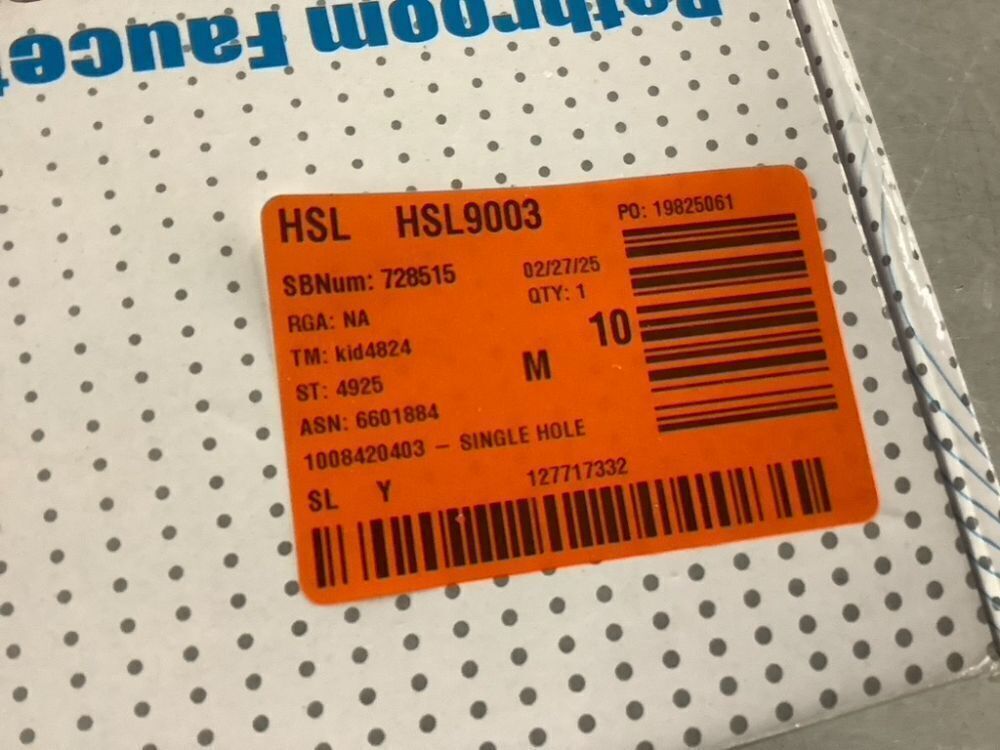 Bathroom Faucet
HSL HSL9003 PO: 19825061
SBNum: 728515 02/27/25
RGA: NA QTY: 1
TM: kid4824 10
ST: 4925 M
ASN: 6601884
1008420403 – SINGLE HOLE
SL Y 127717332